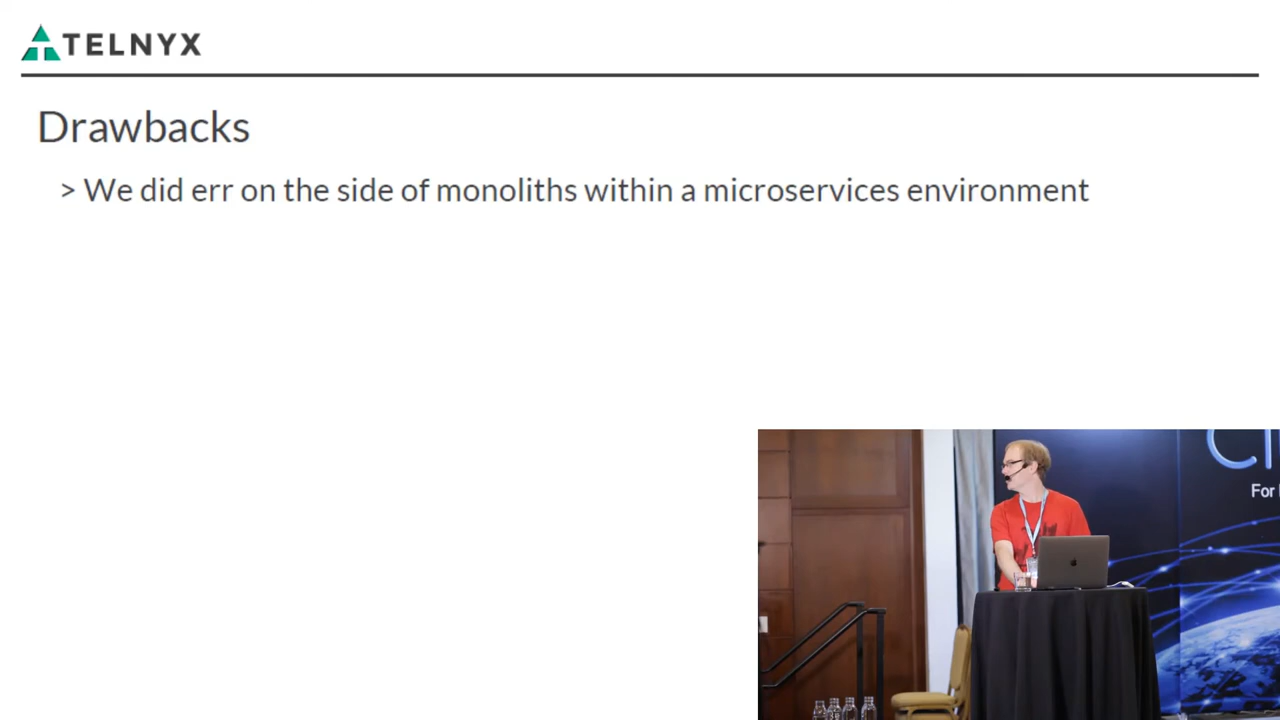 TELNYX
Drawbacks
> We did err on the side of monoliths within a microservices environment
For